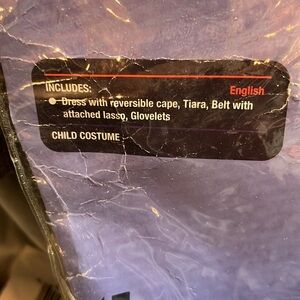 INCLUDES:
English
● Dress with reversible cape, Tiara, Belt with
attached lasso, Glovelets
CHILD COSTUME